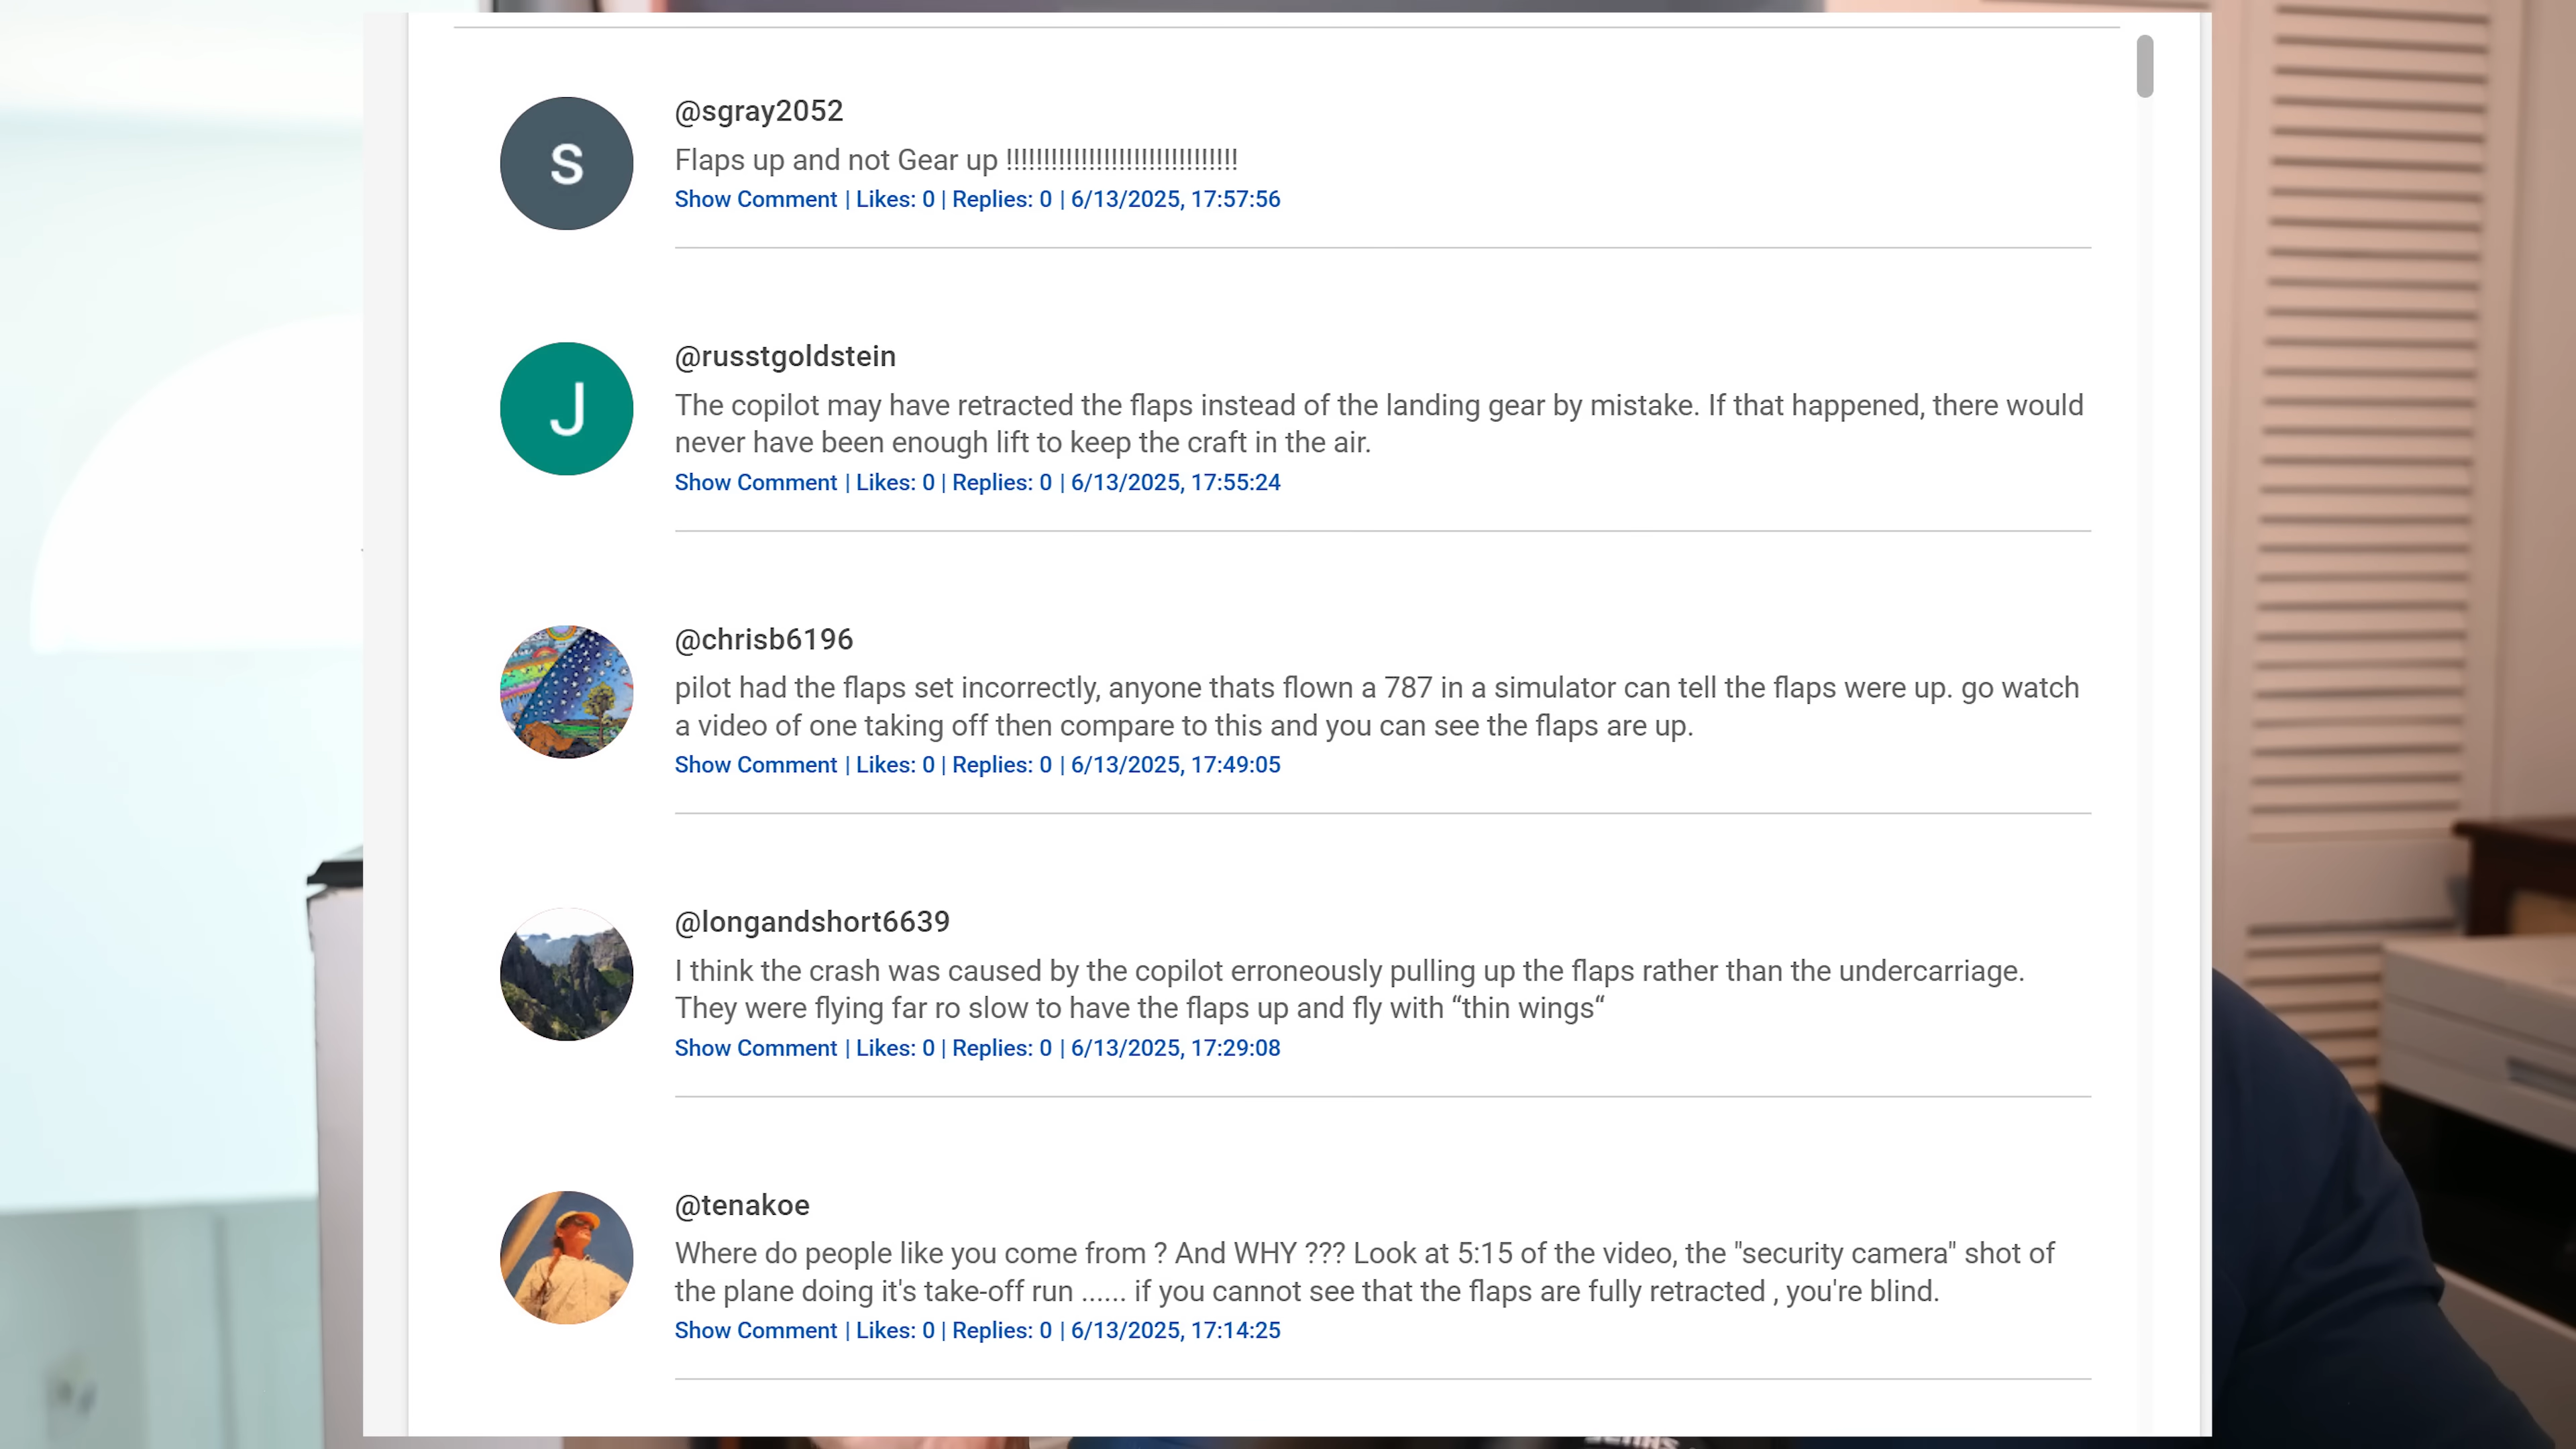 @sgray2052
S
Flaps up and not Gear up !!!!!!!!!!!!!!!!!!!!!!!!!!!!!!!
Show Comment | Likes: 0 | Replies: 0 | 6/13/2025, 17:57:56
@russtgoldstein
J
The copilot may have retracted the flaps instead of the landing gear by mistake. If that happened, there would
never have been enough lift to keep the craft in the air.
Show Comment | Likes: 0 | Replies: 0 | 6/13/2025, 17:55:24
@chrisb6196
pilot had the flaps set incorrectly, anyone thats flown a 787 in a simulator can tell the flaps were up. go watch
a video of one taking off then compare to this and you can see the flaps are up.
Show Comment | Likes: 0 | Replies: 0 | 6/13/2025, 17:49:05
@longandshort6639
I think the crash was caused by the copilot erroneously pulling up the flaps rather than the undercarriage.
They were flying far ro slow to have the flaps up and fly with “thin wings“
Show Comment | Likes: 0 | Replies: 0 | 6/13/2025, 17:29:08
@tenakoe
Where do people like you come from ? And WHY ??? Look at 5:15 of the video, the "security camera" shot of
the plane doing it's take-off run ...... if you cannot see that the flaps are fully retracted , you're blind.
Show Comment | Likes: 0 | Replies: 0 | 6/13/2025, 17:14:25